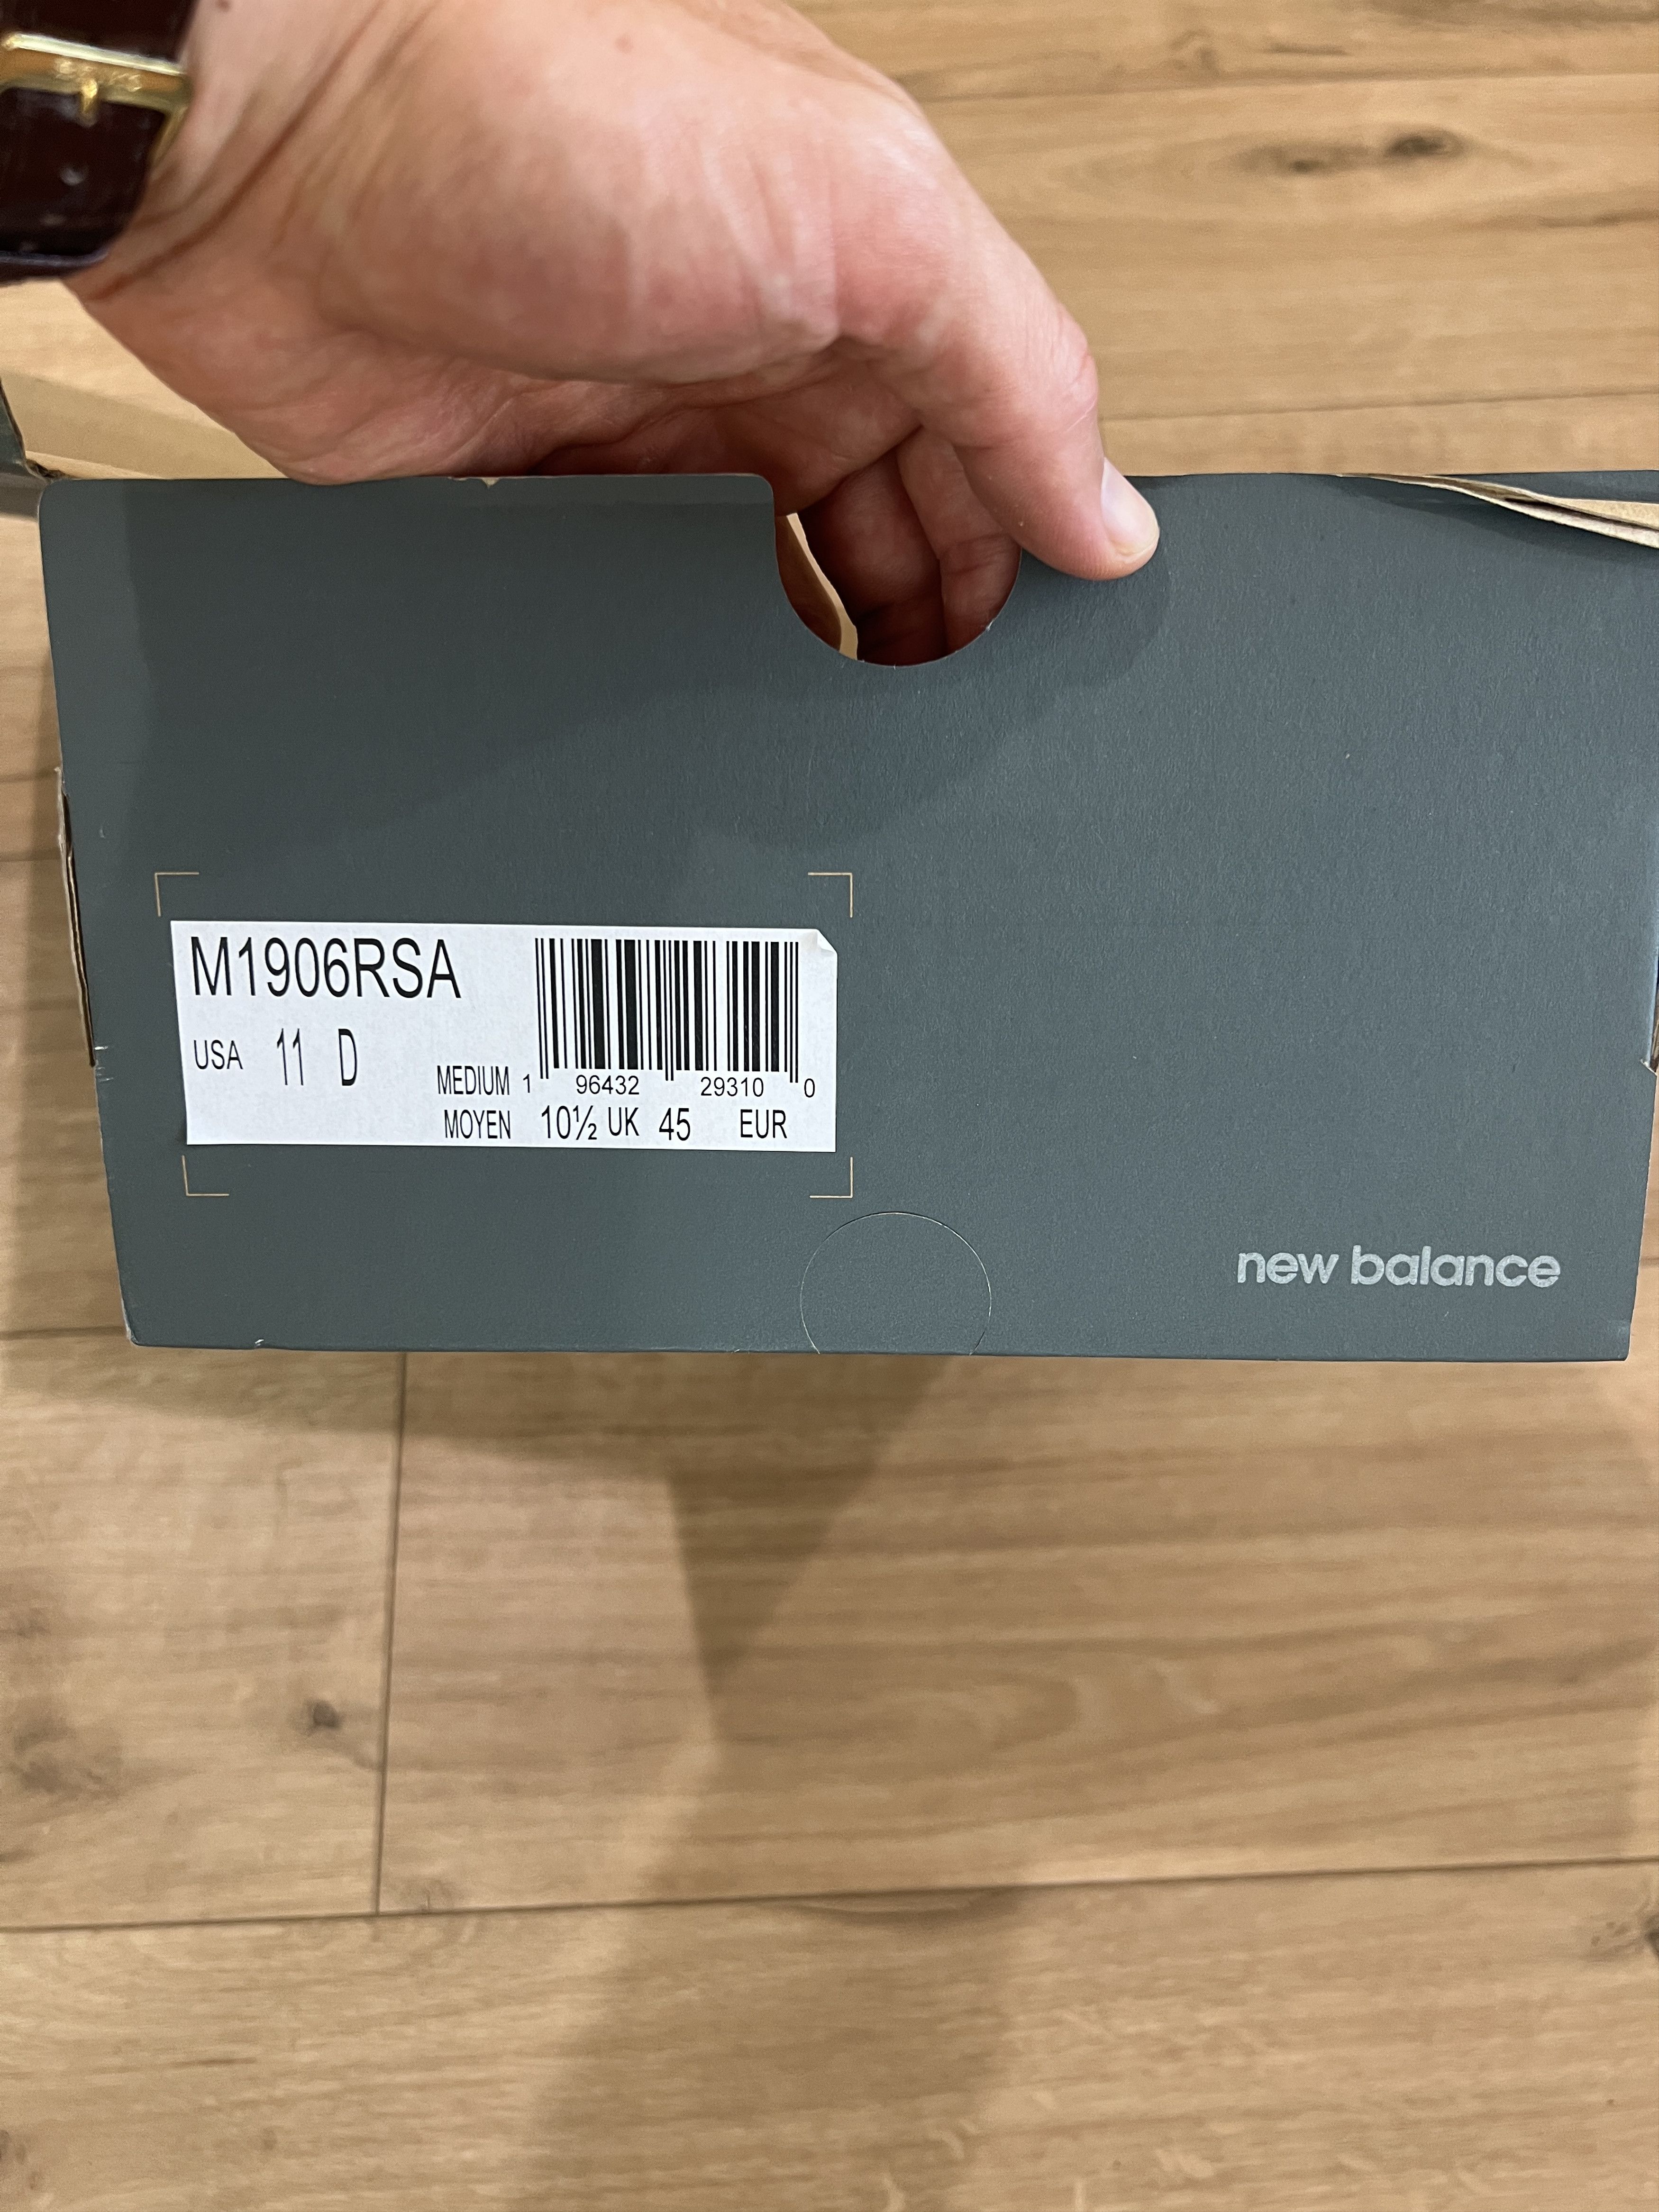 M1906RSA
USA 11 D
MEDIUM 1 96432 29310 0
MOYEN 10½ UK 45 EUR
new balance